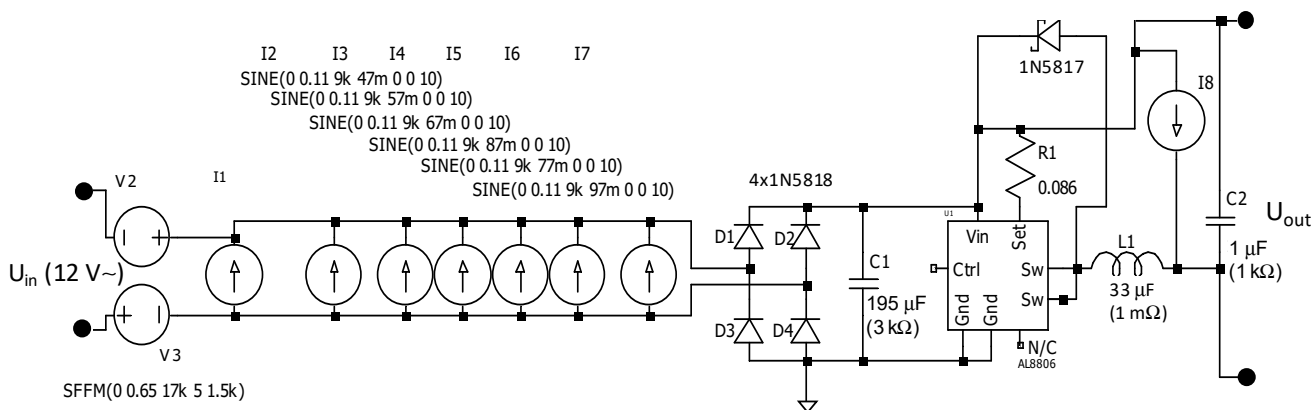 I2 I3 I4 I5 I6 I7
SINE(0 0.11 9k 47m 0 0 10)
SINE(0 0.11 9k 57m 0 0 10)
SINE(0 0.11 9k 67m 0 0 10)
SINE(0 0.11 9k 87m 0 0 10)
SINE(0 0.11 9k 77m 0 0 10)
SINE(0 0.11 9k 97m 0 0 10)
1N5817
I8
R1
0.086
V2
I1
4x1N5818
C2
Uout
1 µF
(1 kΩ)
U1
Vin
Set
D1
D2
C1
195 µF
(3 kΩ)
Ctrl
Sw
Sw
L1
33 µF
(1 mΩ)
Uin (12 V~)
D3
D4
Gnd
Gnd
N/C
AL8806
V3
SFFM(0 0.65 17k 5 1.5k)